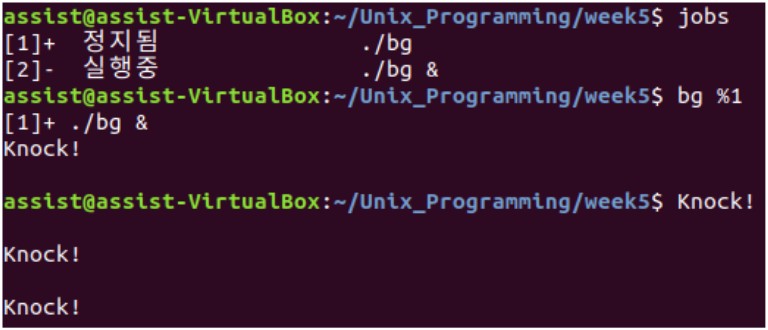 assist@assist-VirtualBox:~/Unix_Programming/week5$ jobs
[1]+  정지됨                 ./bg
[2]-  실행중                 ./bg &
assist@assist-VirtualBox:~/Unix_Programming/week5$ bg %1
[1]+ ./bg &
Knock!
assist@assist-VirtualBox:~/Unix_Programming/week5$ Knock!
Knock!
Knock!